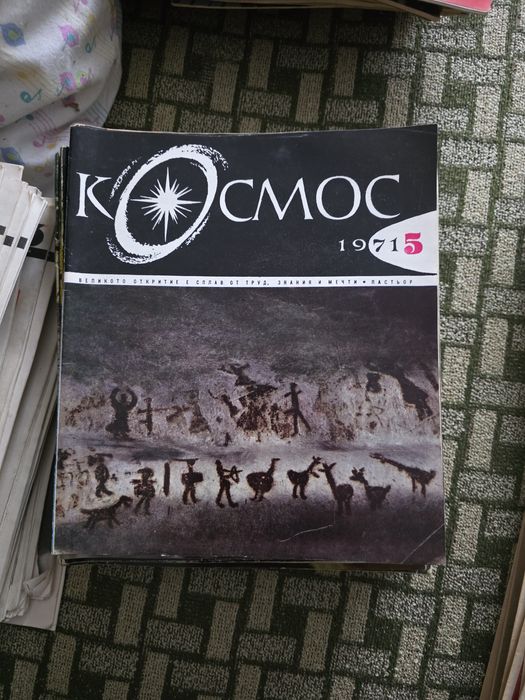 КОСМОС
1971 5
ВЕЛИКОТО ОТКРИТИЕ Е СПЛАВ ОТ ТРУД, ЗНАНИЯ И МЕЧТИ • ПАСТЬОР